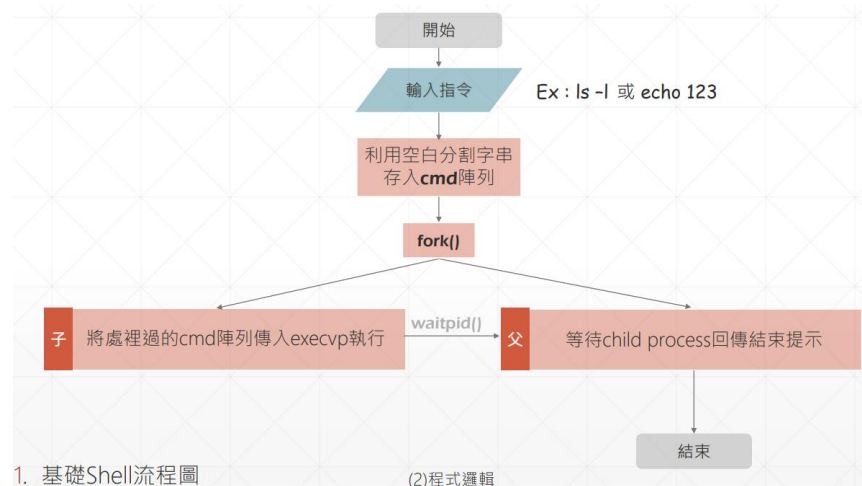 開始
輸入指令
Ex : ls -l 或 echo 123
利用空白分割字串
存入cmd陣列
fork()
子
將處裡過的cmd陣列傳入execvp執行
waitpid()
父
等待child process回傳結束提示
結束
1. 基礎Shell流程圖
(2)程式邏輯